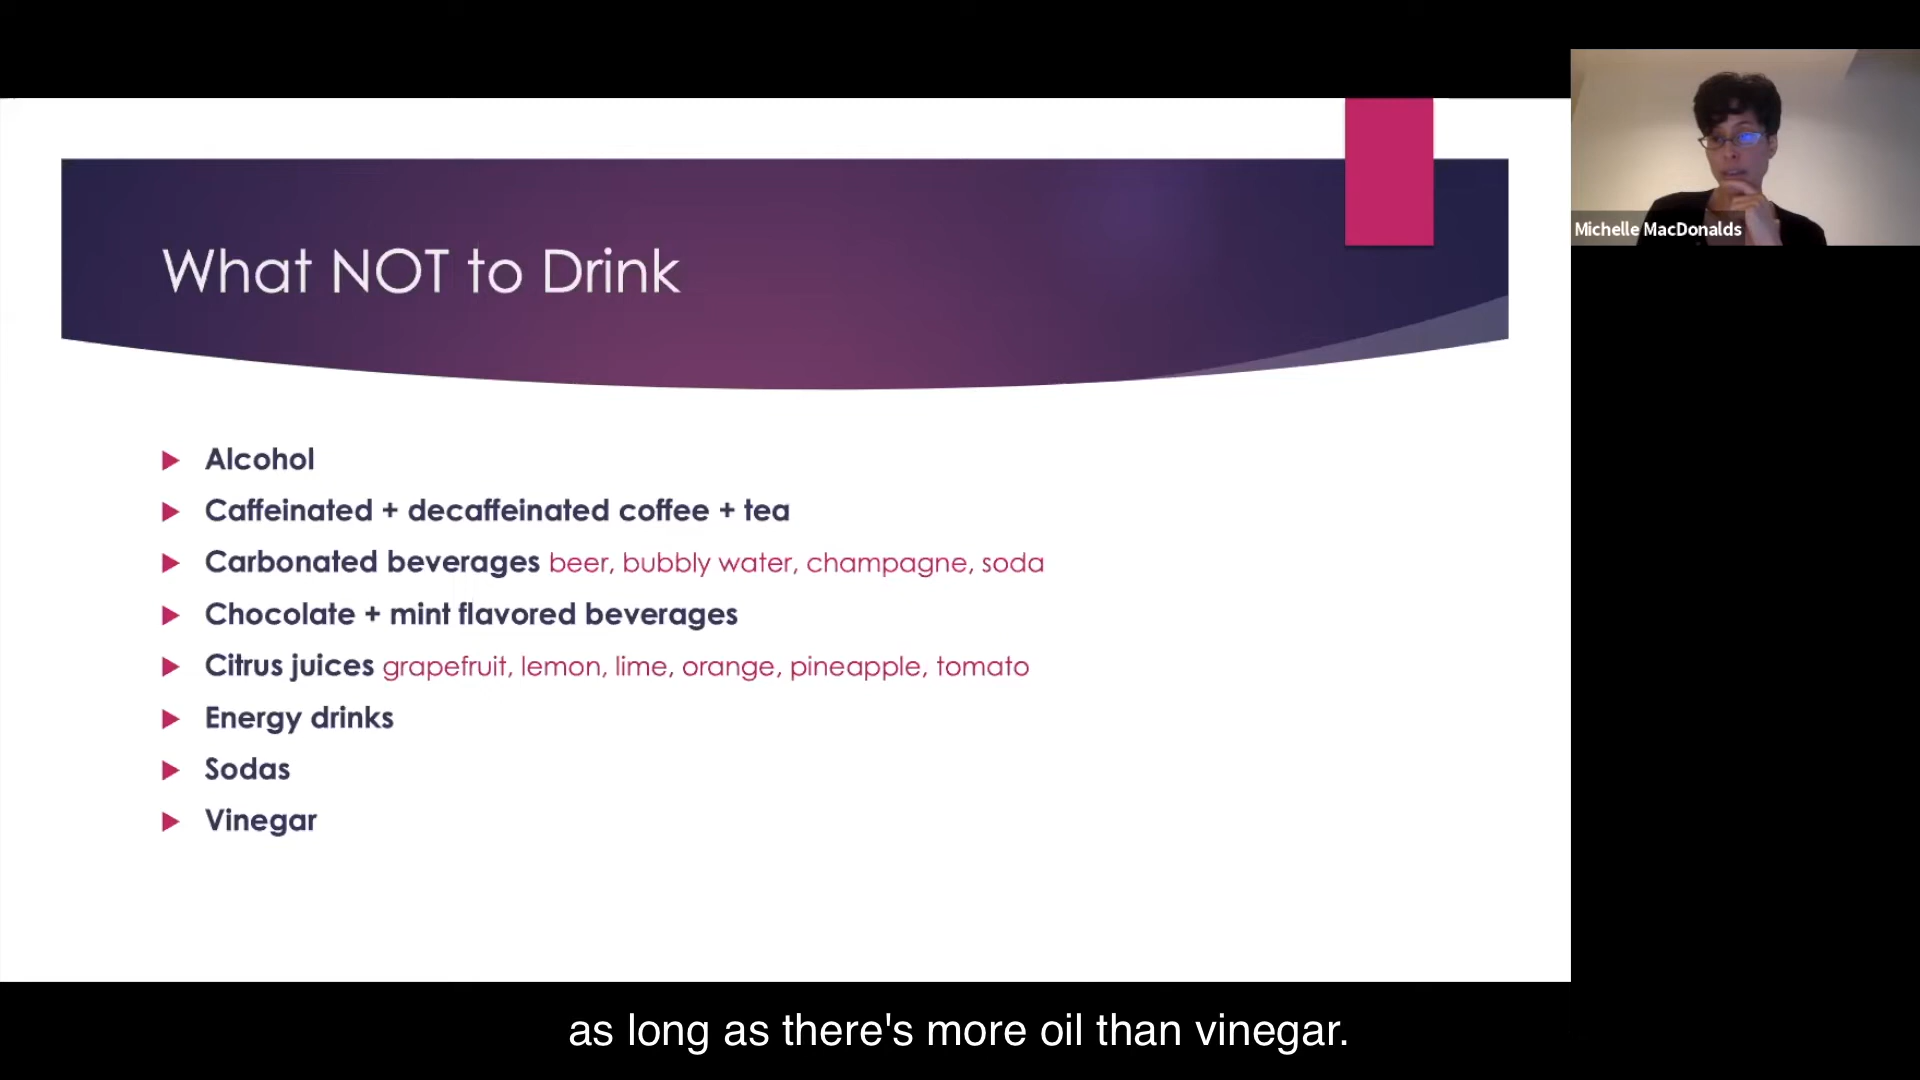 Michelle MacDonalds
What NOT to Drink
Alcohol
Caffeinated + decaffeinated coffee + tea
Carbonated beverages beer, bubbly water, champagne, soda
Chocolate + mint flavored beverages
Citrus juices grapefruit, lemon, lime, orange, pineapple, tomato
Energy drinks
Sodas
Vinegar
as long as there's more oil than vinegar.